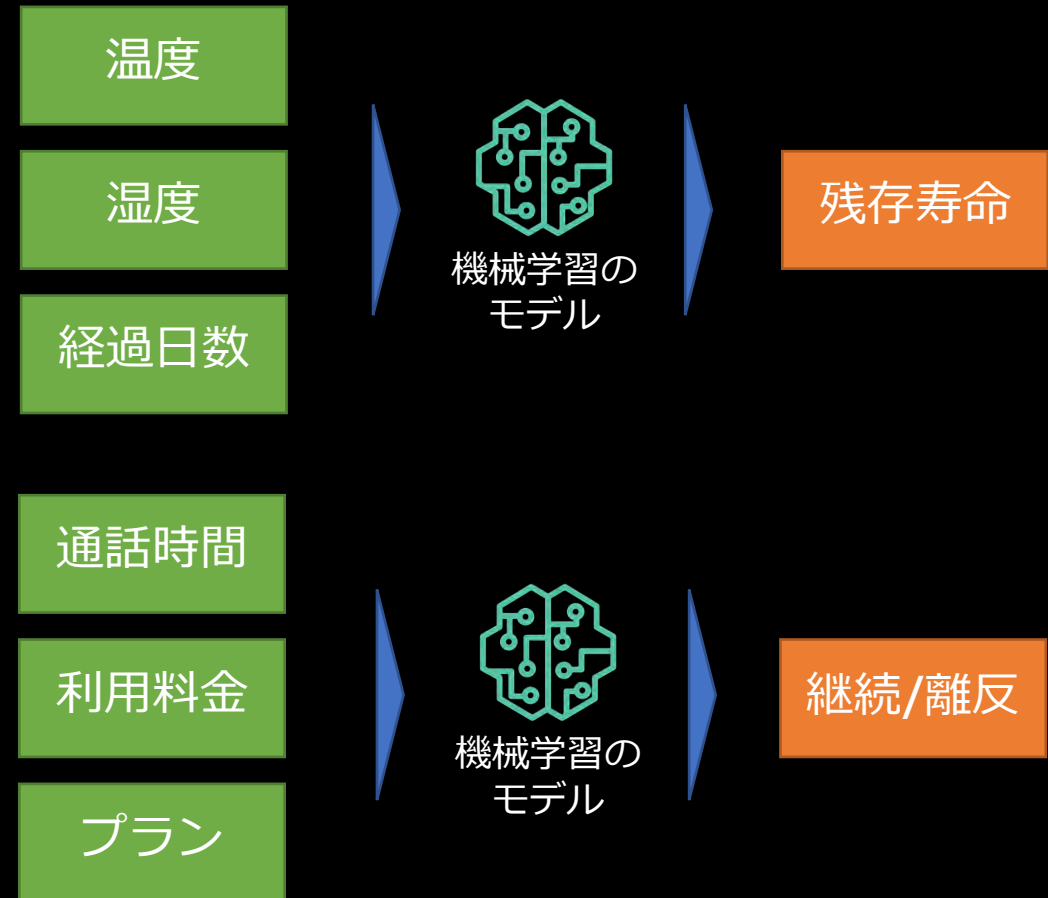 温度
湿度
経過日数
機械学習の
モデル
残存寿命
通話時間
利用料金
プラン
機械学習の
モデル
継続/離反